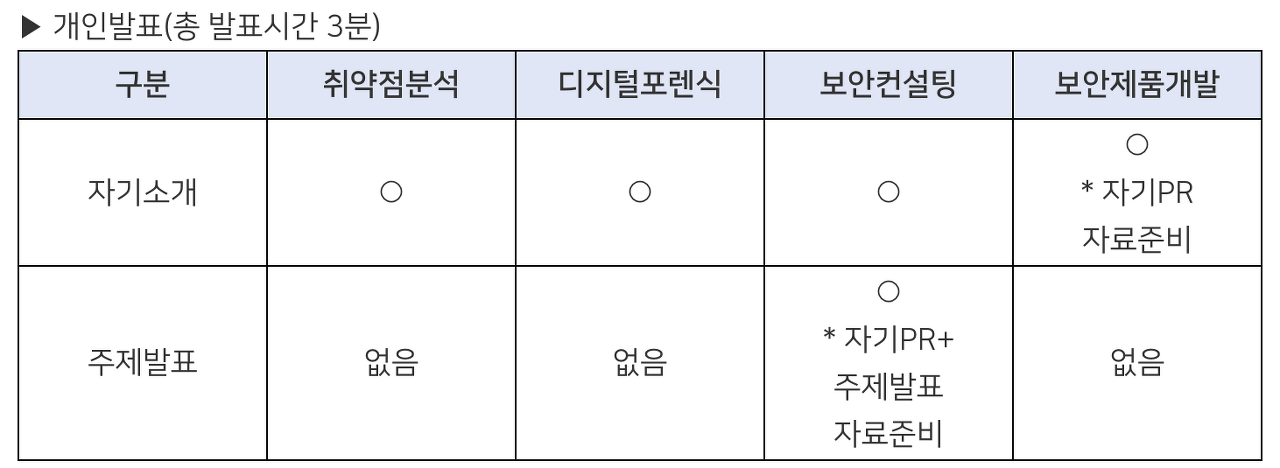 ▶ 개인발표(총 발표시간 3분)
구분 취약점분석 디지털포렌식 보안컨설팅 보안제품개발
자기소개 ○ ○ ○ ○
* 자기PR
자료준비
주제발표 없음 없음 ○ 없음
* 자기PR+
주제발표
자료준비